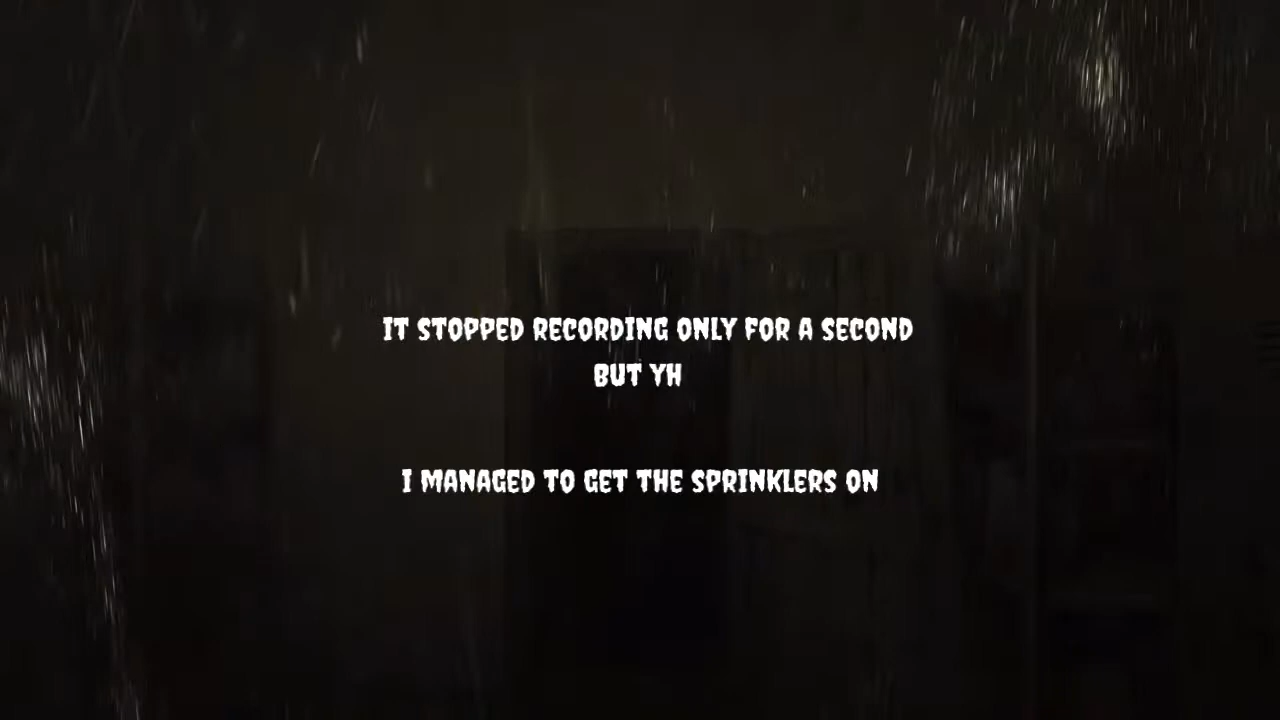 IT STOPPED RECORDING ONLY FOR A SECOND
BUT YH
I MANAGED TO GET THE SPRINKLERS ON